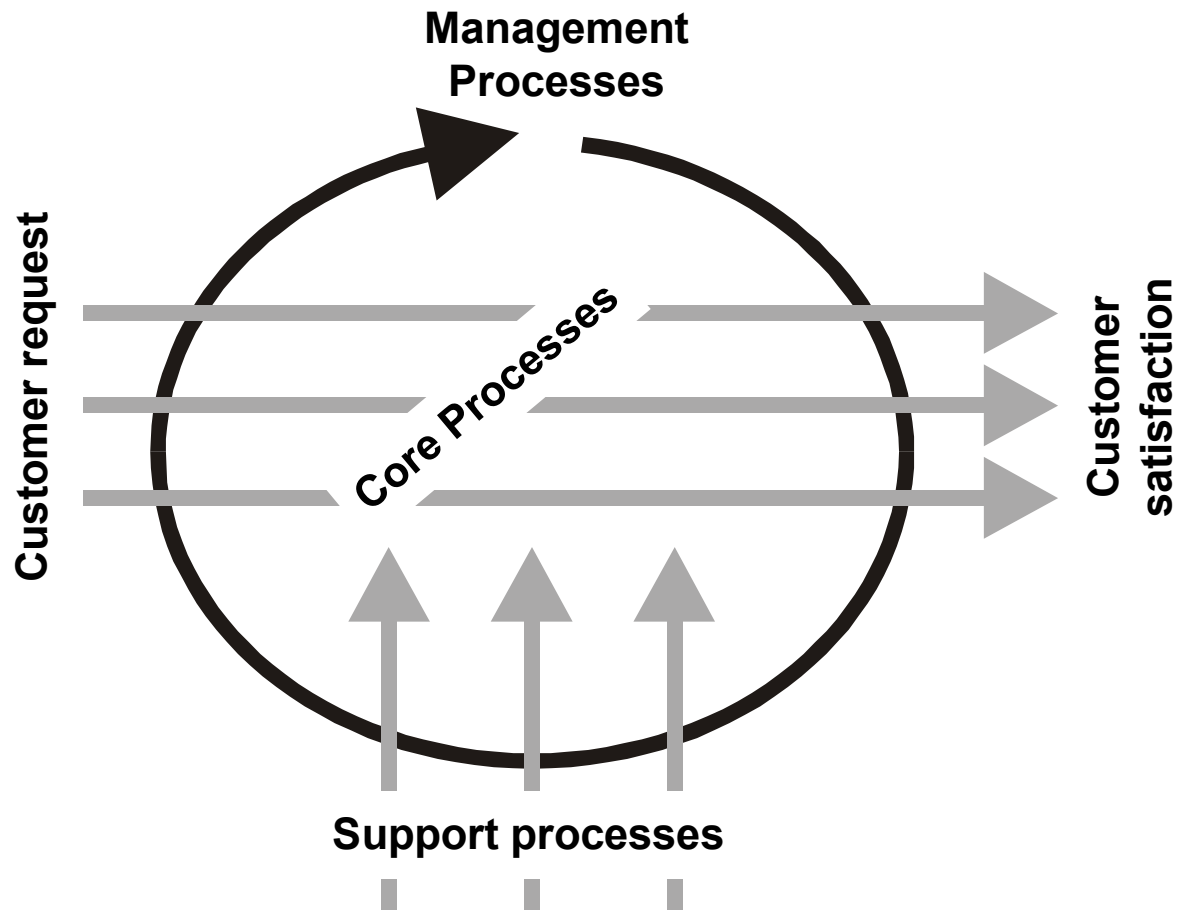 Management
Processes
Customer request
Core Processes
Customer
satisfaction
Support processes